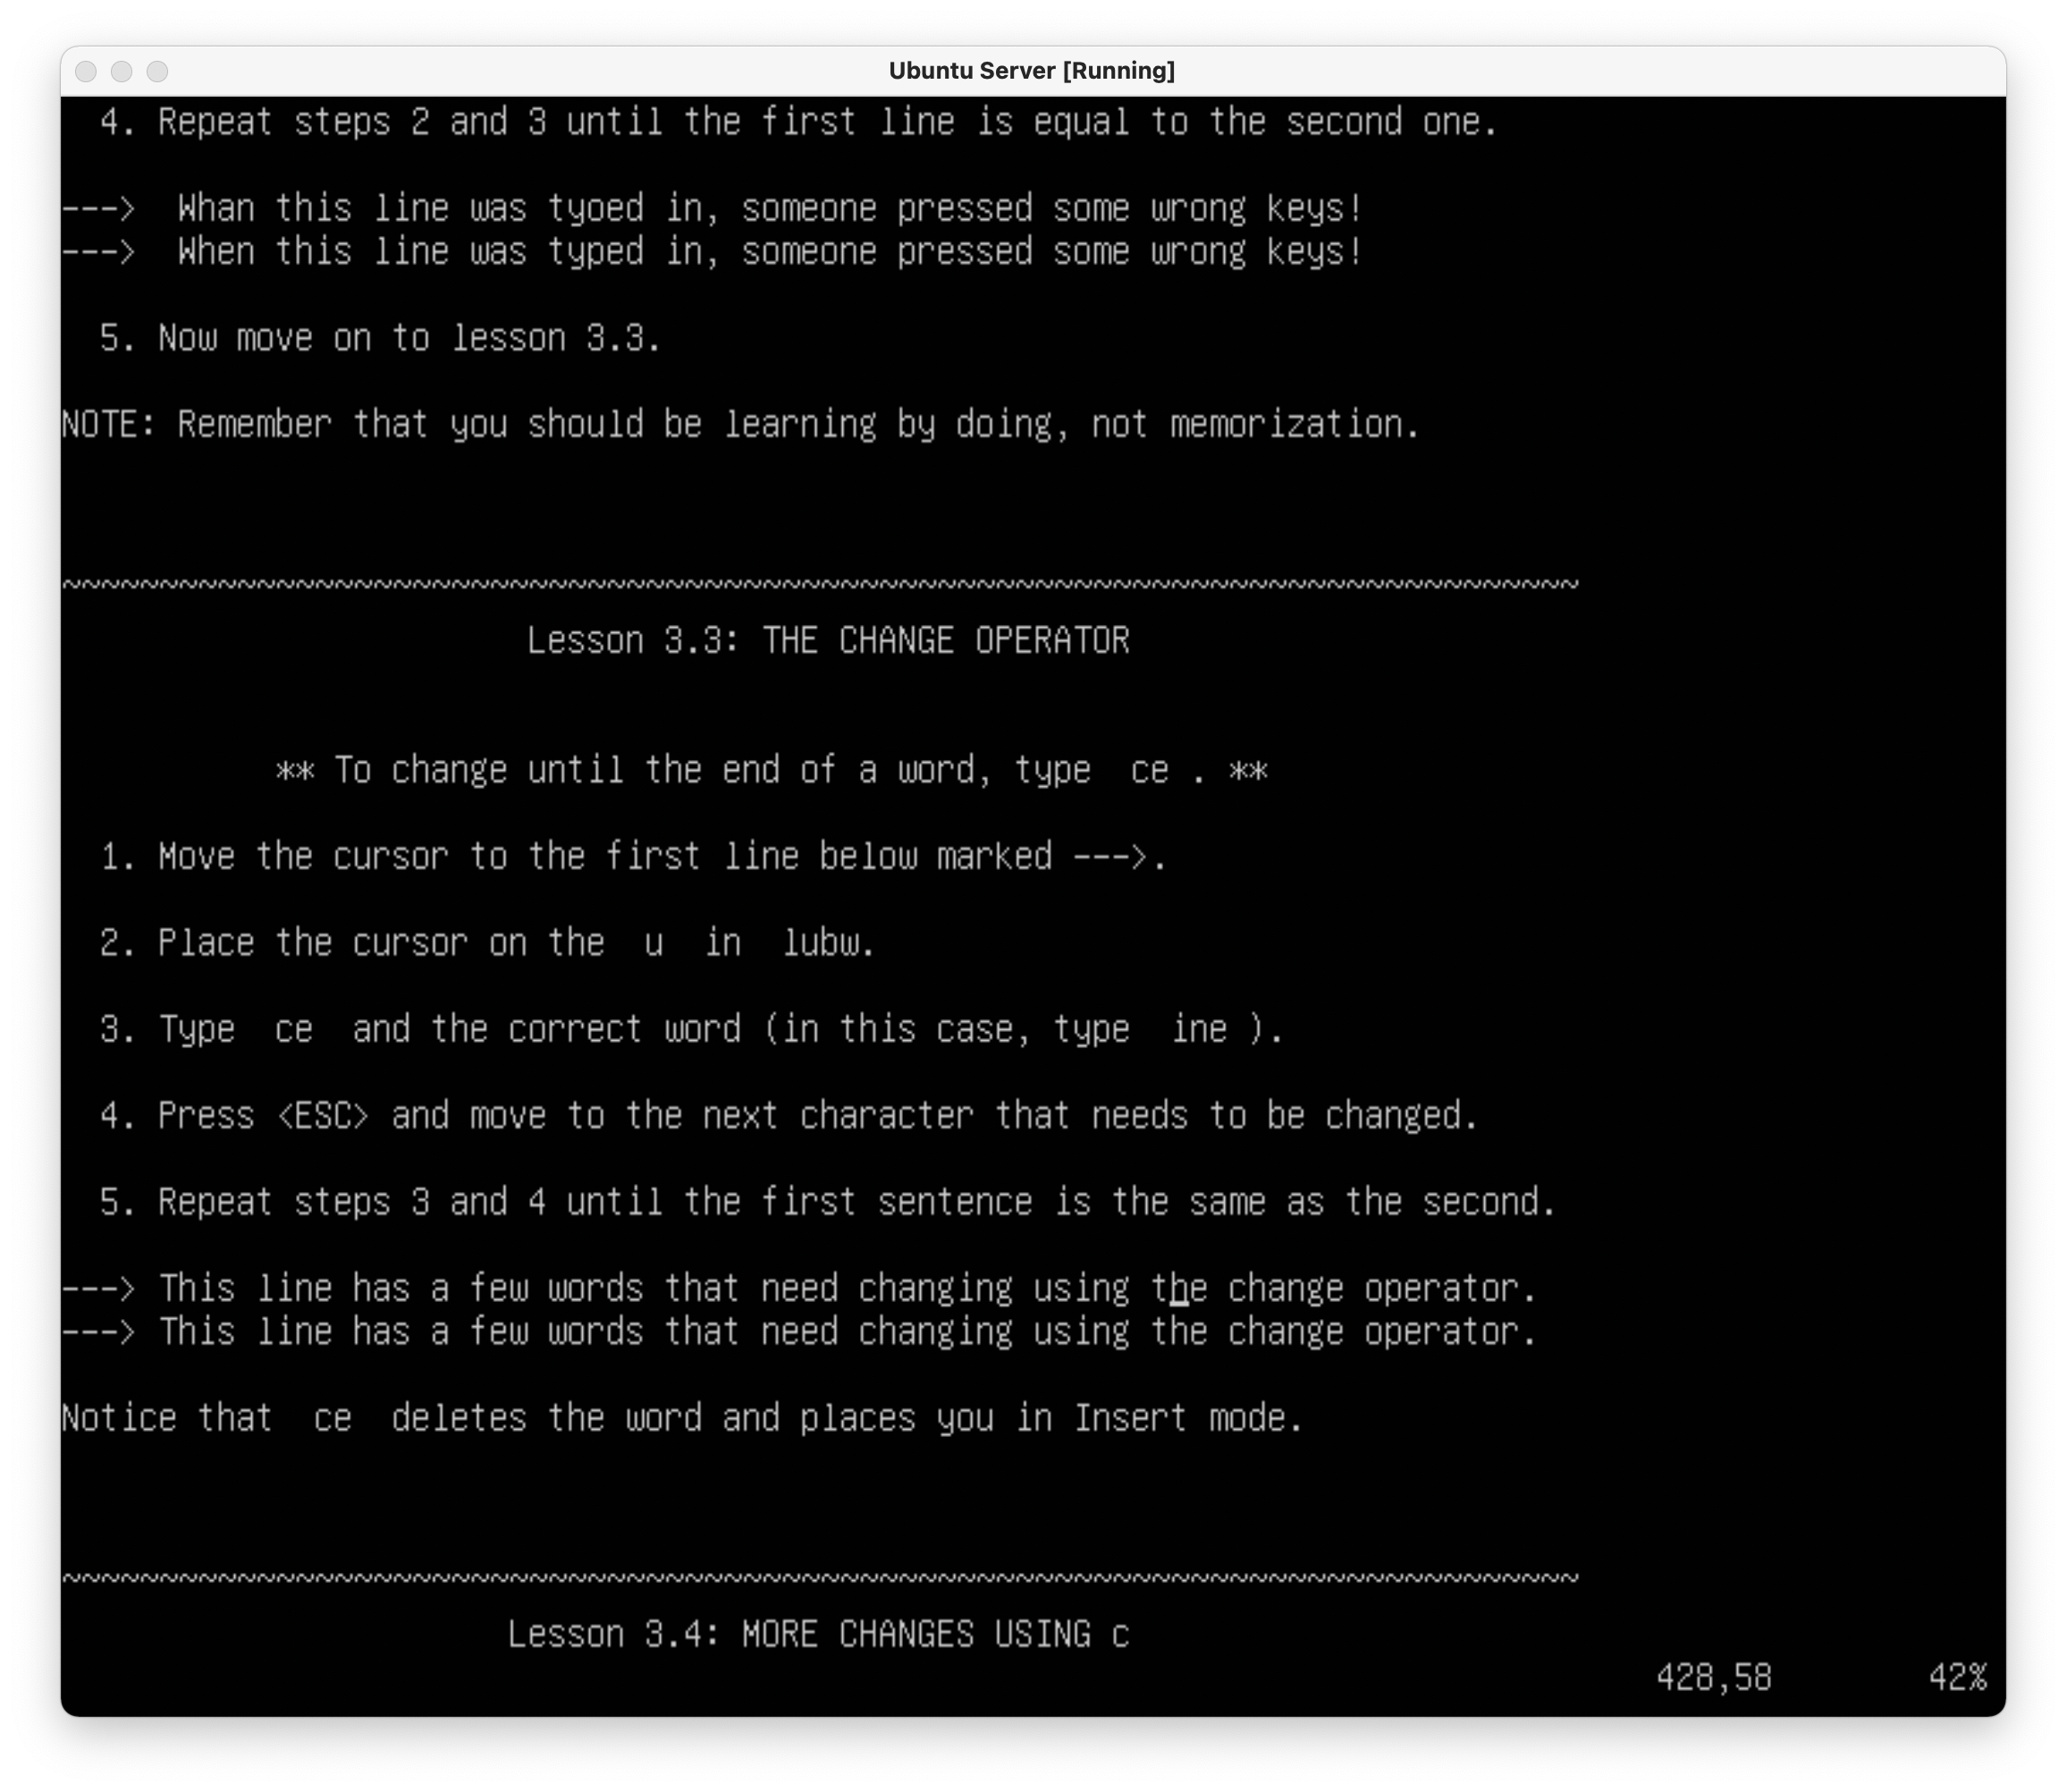 Ubuntu Server [Running]
4. Repeat steps 2 and 3 until the first line is equal to the second one.
--->  Whan this line was tyoed in, someone pressed some wrong keys!
--->  When this line was typed in, someone pressed some wrong keys!
5. Now move on to lesson 3.3.
NOTE: Remember that you should be learning by doing, not memorization.
~~~~~~~~~~~~~~~~~~~~~~~~~~~~~~~~~~~~~~~~~~~~~~~~~~~~~~~~~~~~~~~~~~~~~~~~~~~~~~
Lesson 3.3: THE CHANGE OPERATOR
** To change until the end of a word, type  ce . **
1. Move the cursor to the first line below marked --->.
2. Place the cursor on the  u  in  lubw.
3. Type  ce  and the correct word (in this case, type  ine ).
4. Press <ESC> and move to the next character that needs to be changed.
5. Repeat steps 3 and 4 until the first sentence is the same as the second.
---> This line has a few words that need changing using the change operator.
---> This line has a few words that need changing using the change operator.
Notice that  ce  deletes the word and places you in Insert mode.
~~~~~~~~~~~~~~~~~~~~~~~~~~~~~~~~~~~~~~~~~~~~~~~~~~~~~~~~~~~~~~~~~~~~~~~~~~~~~~
Lesson 3.4: MORE CHANGES USING c
428,58        42%